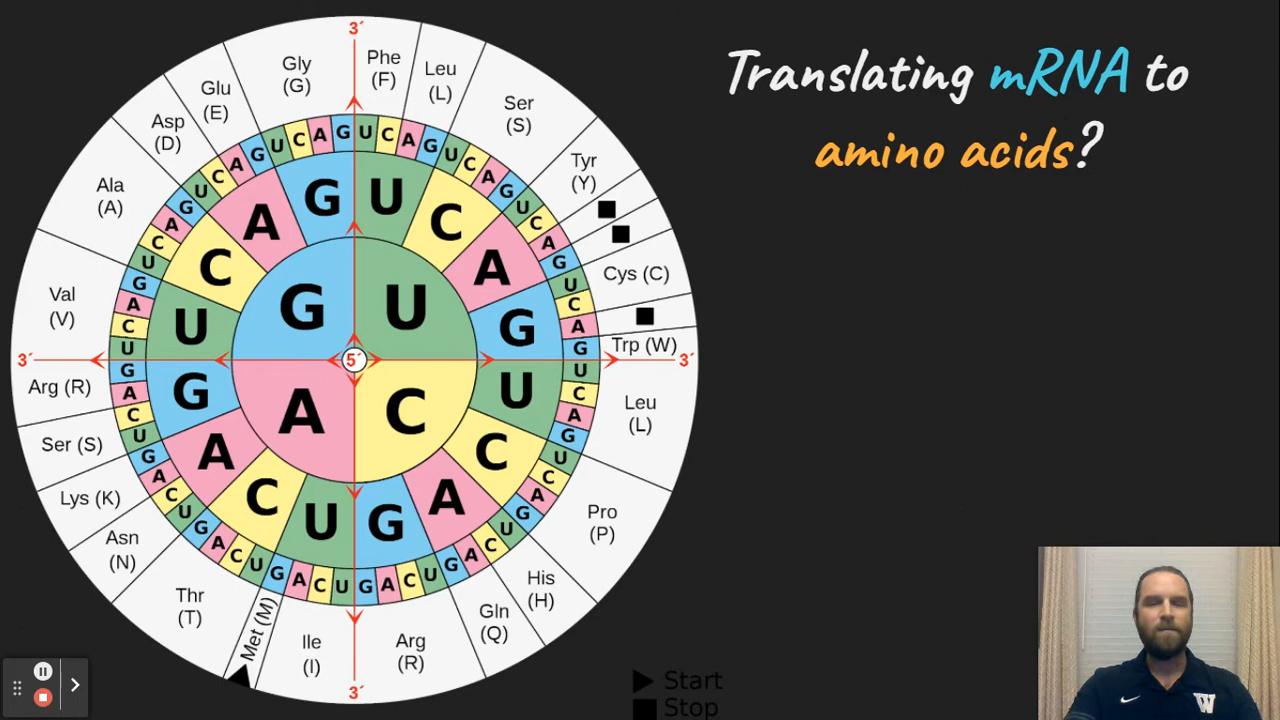 Translating mRNA to
amino acids?
3´
Gly
(G)
Phe
(F)
Leu
(L)
Ser
(S)
Tyr
(Y)
Cys (C)
Trp (W)
3´
Leu
(L)
Pro
(P)
His
(H)
Gln
(Q)
Arg
(R)
3´
Ile
(I)
Met (M)
Thr
(T)
Asn
(N)
Lys (K)
Ser (S)
Arg (R)
3´
Val
(V)
Ala
(A)
Asp
(D)
Glu
(E)
U C A G U C A G U C A G U C A G
U C A G U C A G U C A G U C A G
G A C U G A C U G A C U G A C U
U C A G U C A G U C A G U C A G
U C A G
U C A G
G A C U
U C A G
G U
A C
5´
Start
Stop
W